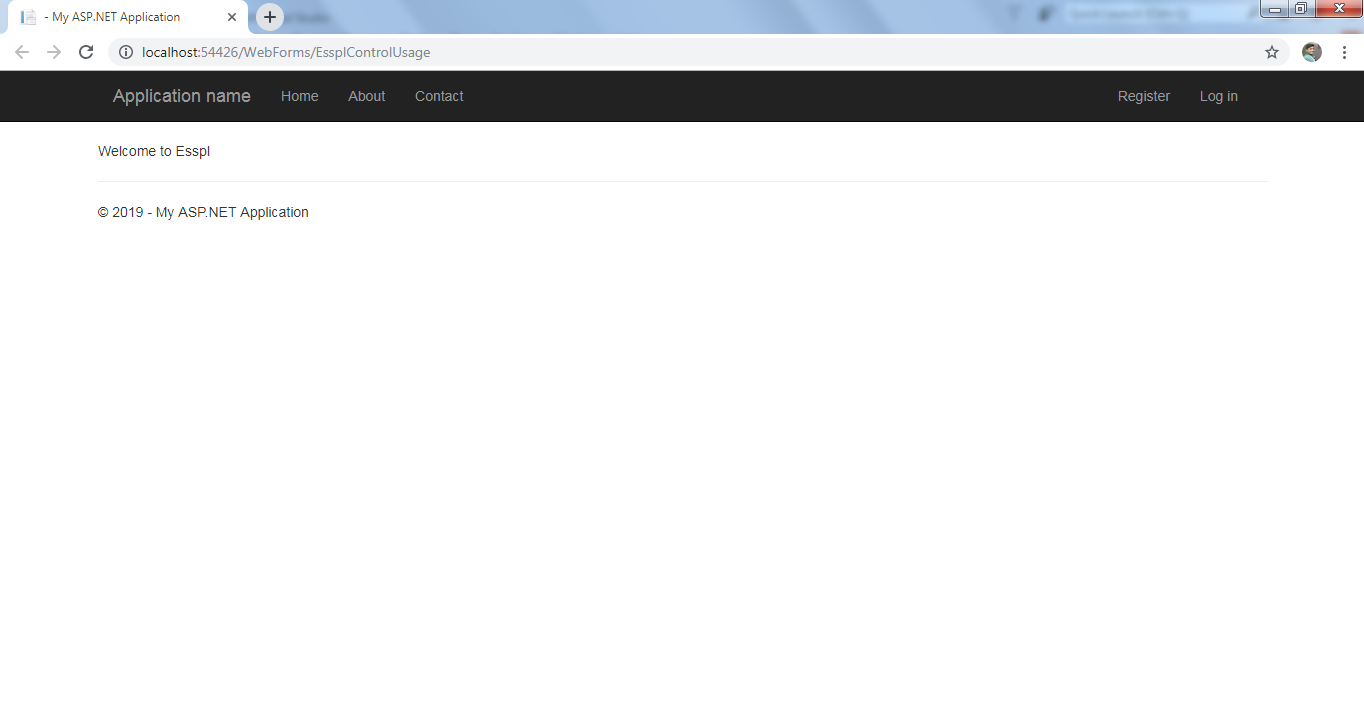 - My ASP.NET Application
localhost:54426/WebForms/EssplControlUsage
Application name Home About Contact Register Log in
Welcome to Esspl
© 2019 - My ASP.NET Application